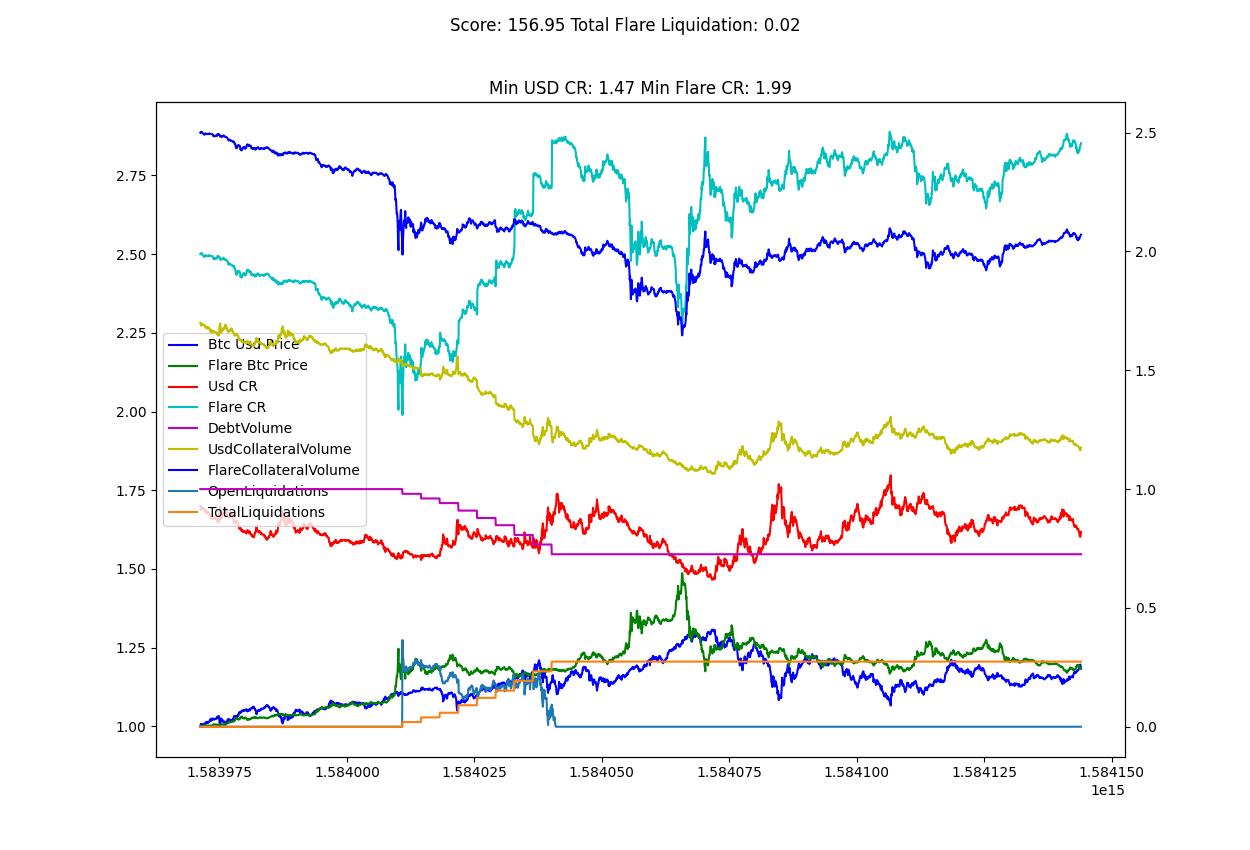 Score: 156.95 Total Flare Liquidation: 0.02
Min USD CR: 1.47 Min Flare CR: 1.99
2.75
2.50
2.25
2.00
1.75
1.50
1.25
1.00
Btc Usd Price
Flare Btc Price
Usd CR
Flare CR
DebtVolume
UsdCollateralVolume
FlareCollateralVolume
OpenLiquidations
TotalLiquidations
2.5
2.0
1.5
1.0
0.5
0.0
1.583975 1.584000 1.584025 1.584050 1.584075 1.584100 1.584125 1.584150
1e15